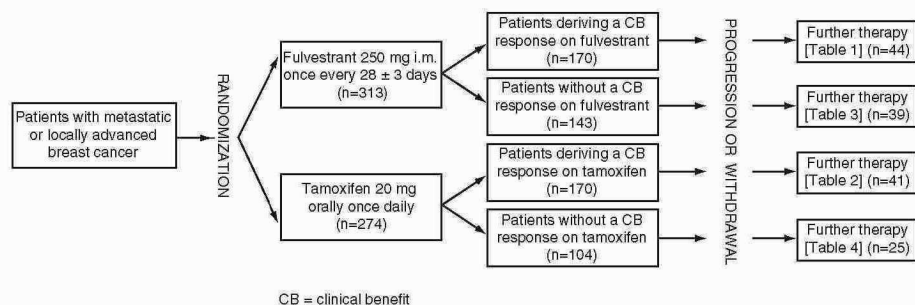 Patients with metastatic
or locally advanced
breast cancer
RANDOMIZATION
Fulvestrant 250 mg i.m.
once every 28 ± 3 days
(n=313)
Tamoxifen 20 mg
orally once daily
(n=274)
Patients deriving a CB
response on fulvestrant
(n=170)
Patients without a CB
response on fulvestrant
(n=143)
Patients deriving a CB
response on tamoxifen
(n=170)
Patients without a CB
response on tamoxifen
(n=104)
PROGRESSION OR WITHDRAWAL
Further therapy
[Table 1] (n=44)
Further therapy
[Table 3] (n=39)
Further therapy
[Table 2] (n=41)
Further therapy
[Table 4] (n=25)
CB = clinical benefit